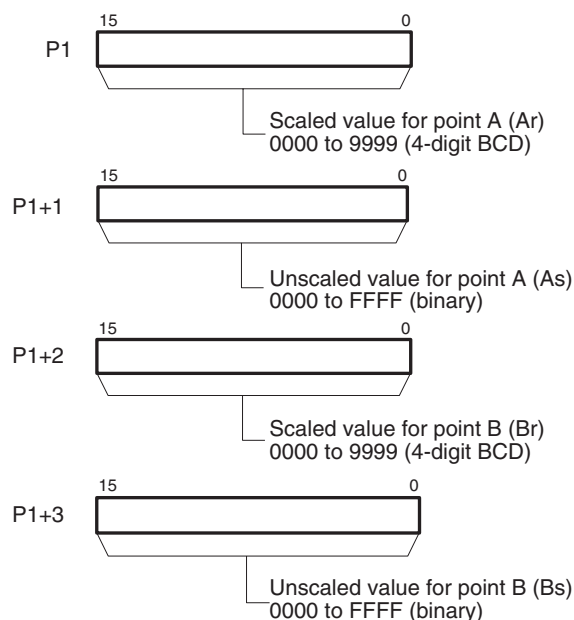 15 0
P1
Scaled value for point A (Ar)
0000 to 9999 (4-digit BCD)
15 0
P1+1
Unscaled value for point A (As)
0000 to FFFF (binary)
15 0
P1+2
Scaled value for point B (Br)
0000 to 9999 (4-digit BCD)
15 0
P1+3
Unscaled value for point B (Bs)
0000 to FFFF (binary)